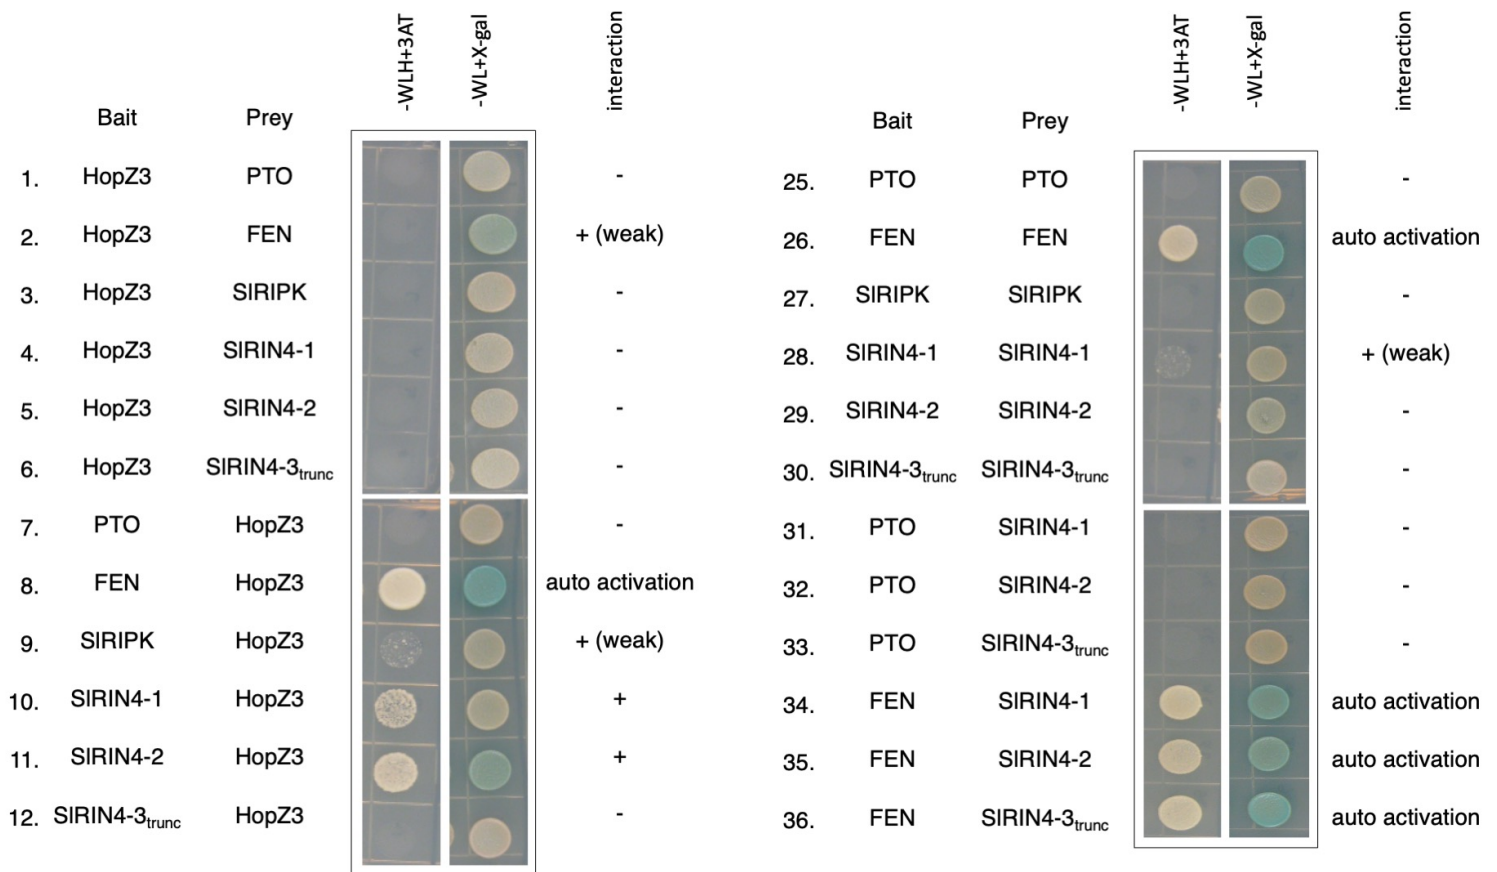 -WLH+3AT -WL+X-gal interaction
Bait Prey
1. HopZ3 PTO -
2. HopZ3 FEN + (weak)
3. HopZ3 SlRIPK -
4. HopZ3 SlRIN4-1 -
5. HopZ3 SlRIN4-2 -
6. HopZ3 SlRIN4-3trunc -
7. PTO HopZ3 -
8. FEN HopZ3 auto activation
9. SlRIPK HopZ3 + (weak)
10. SlRIN4-1 HopZ3 +
11. SlRIN4-2 HopZ3 +
12. SlRIN4-3trunc HopZ3 -
-WLH+3AT -WL+X-gal interaction
Bait Prey
25. PTO PTO -
26. FEN FEN auto activation
27. SlRIPK SlRIPK -
28. SlRIN4-1 SlRIN4-1 + (weak)
29. SlRIN4-2 SlRIN4-2 -
30. SlRIN4-3trunc SlRIN4-3trunc -
31. PTO SlRIN4-1 -
32. PTO SlRIN4-2 -
33. PTO SlRIN4-3trunc -
34. FEN SlRIN4-1 auto activation
35. FEN SlRIN4-2 auto activation
36. FEN SlRIN4-3trunc auto activation